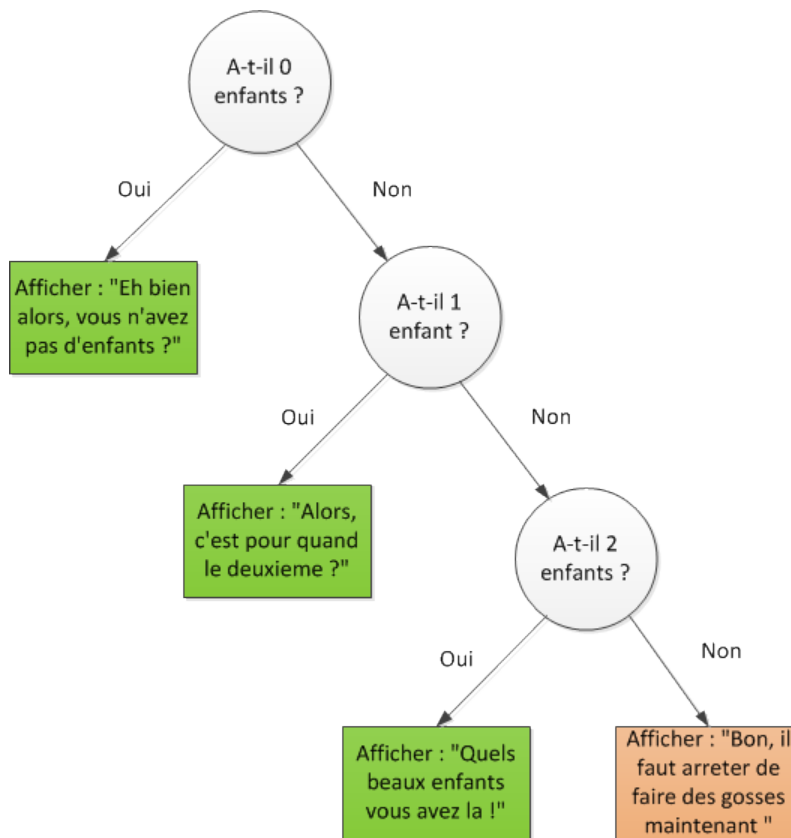 A-t-il 0
enfants ?
Oui
Non
Afficher : "Eh bien
alors, vous n'avez
pas d'enfants ?"
A-t-il 1
enfant ?
Oui
Non
Afficher : "Alors,
c'est pour quand
le deuxieme ?"
A-t-il 2
enfants ?
Oui
Non
Afficher : "Quels
beaux enfants
vous avez la !"
Afficher : "Bon, il
faut arreter de
faire des gosses
maintenant "